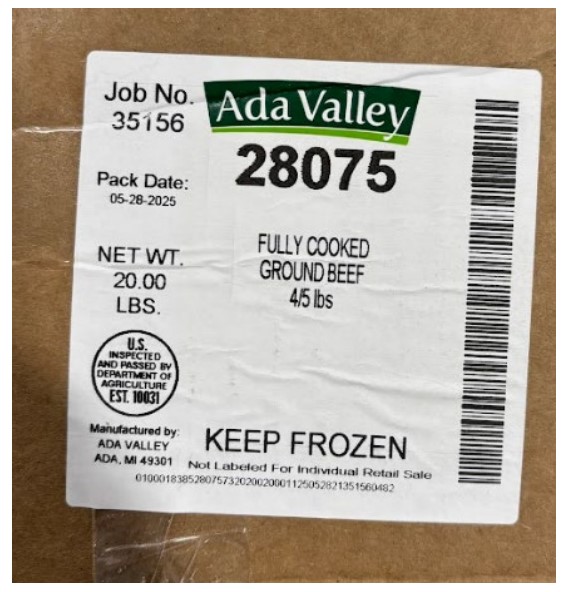 Job No.
35156
Ada Valley
28075
Pack Date:
05-28-2025
NET WT.
20.00
LBS.
FULLY COOKED
GROUND BEEF
4/5 lbs
U.S.
INSPECTED
AND PASSED BY
DEPARTMENT OF
AGRICULTURE
EST. 10031
Manufactured by:
ADA VALLEY
ADA, MI 49301
KEEP FROZEN
Not Labeled For Individual Retail Sale